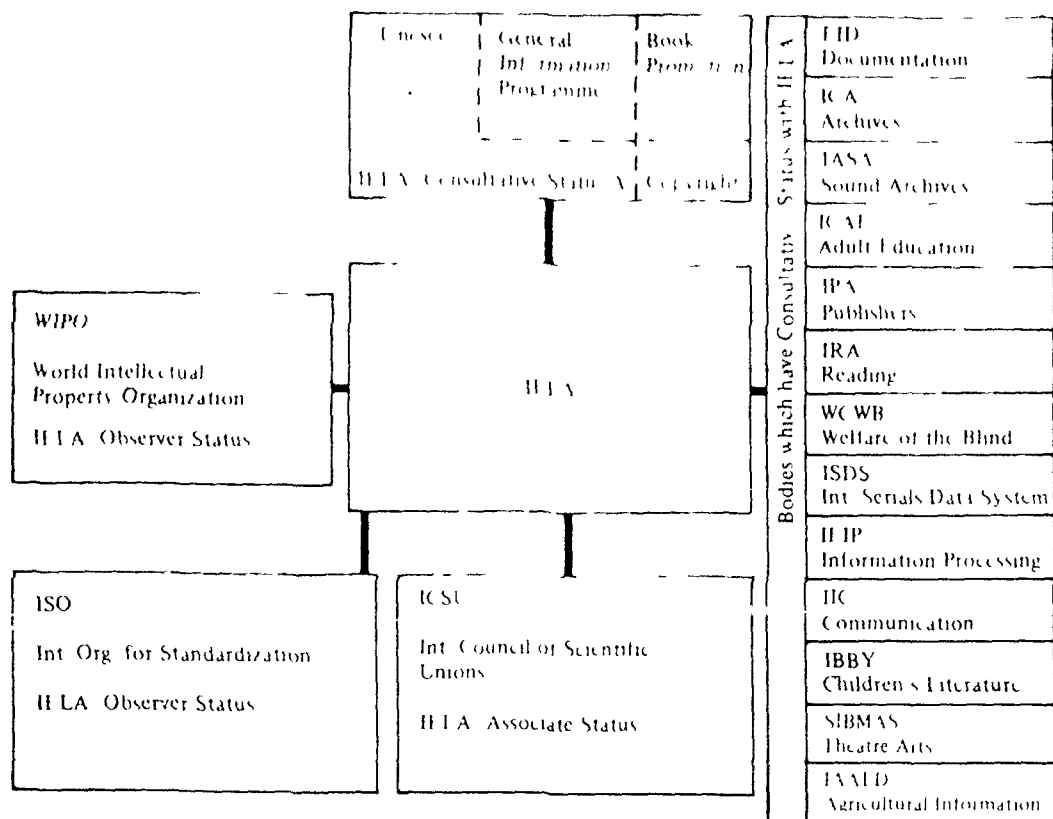 Unesco
General
Information
Programme
Book
Promotion
IFLA Consultative Status A
Copyright
WIPO
World Intellectual
Property Organization
IFLA Observer Status
IFLA
ISO
Int Org for Standardization
IFLA Observer Status
ICSU
Int Council of Scientific
Unions
IFLA Associate Status
Bodies which have Consultativ Status with IFLA
FID
Documentation
ICA
Archives
IASA
Sound Archives
ICAE
Adult Education
IPA
Publishers
IRA
Reading
WCWB
Welfare of the Blind
ISDS
Int Serials Data System
IFIP
Information Processing
IIC
Communication
IBBY
Children s Literature
SIBMAS
Theatre Arts
IAALD
Agricultural Information